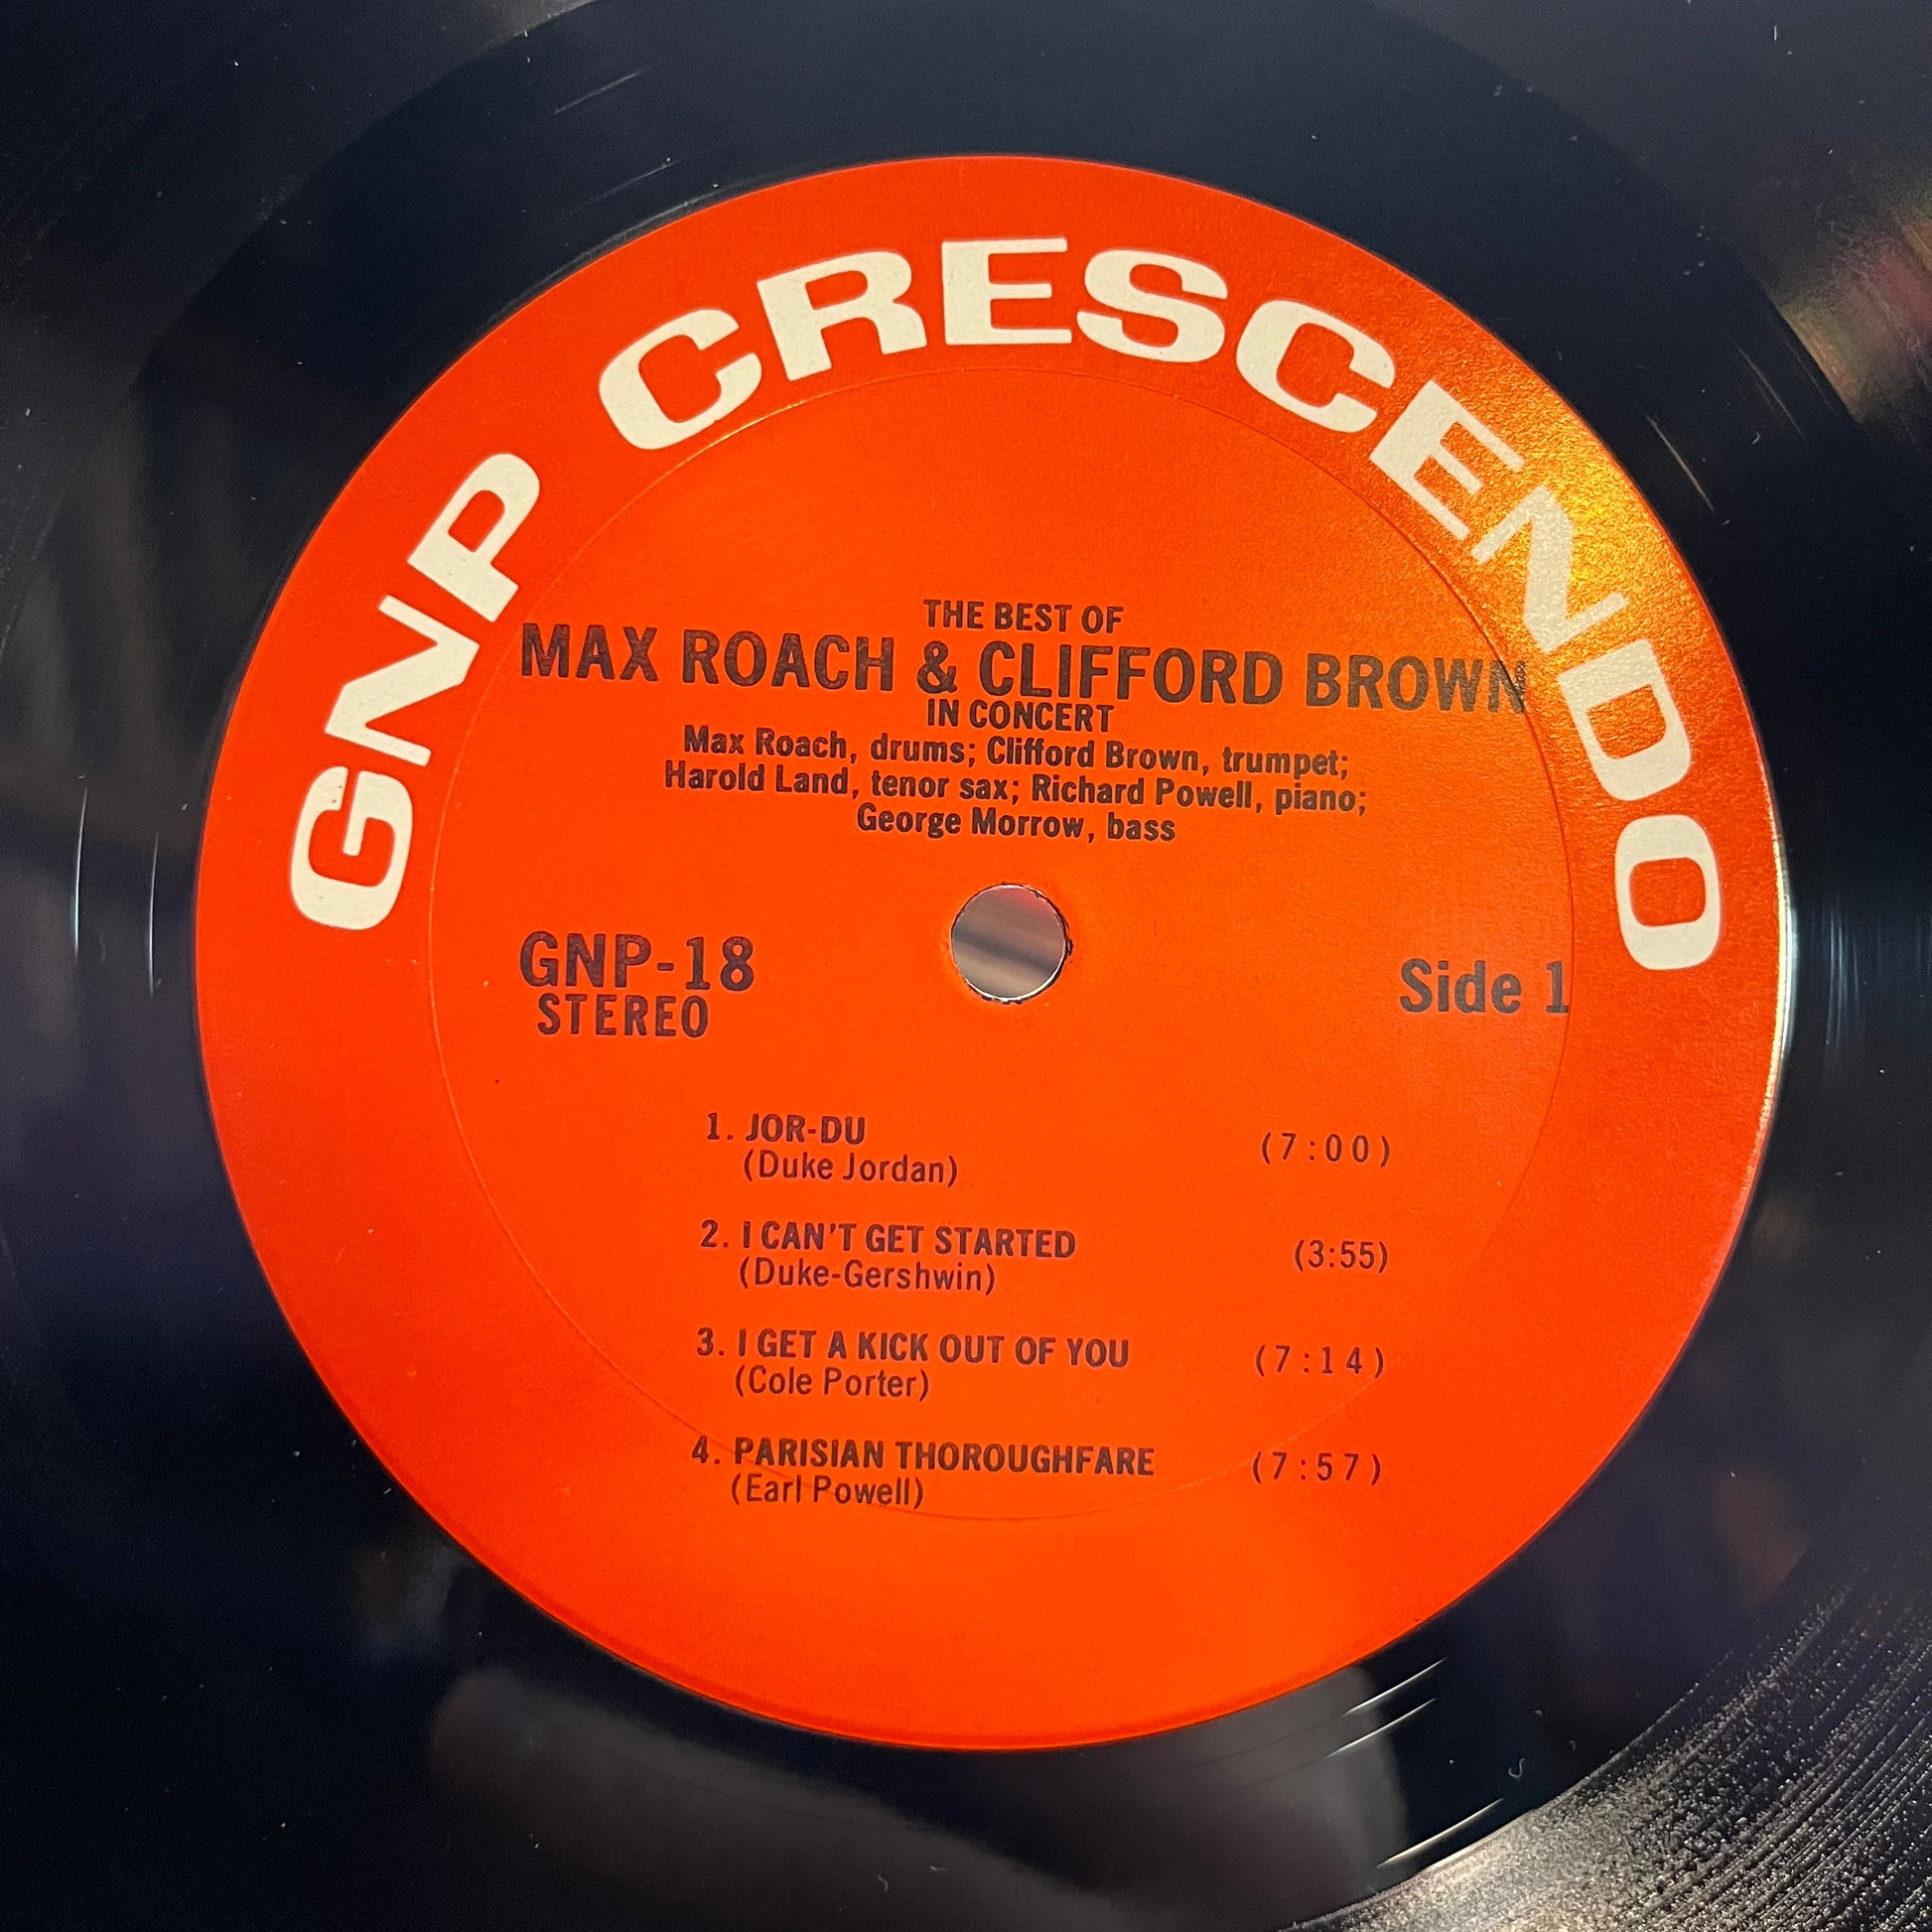 GNP CRESCENDO
THE BEST OF
MAX ROACH & CLIFFORD BROWN
IN CONCERT
Max Roach, drums; Clifford Brown, trumpet;
Harold Land, tenor sax; Richard Powell, piano;
George Morrow, bass
GNP-18
STEREO
Side 1
1. JOR-DU (7:00)
(Duke Jordan)
2. I CAN'T GET STARTED (3:55)
(Duke-Gershwin)
3. I GET A KICK OUT OF YOU (7:14)
(Cole Porter)
4. PARISIAN THOROUGHFARE (7:57)
(Earl Powell)